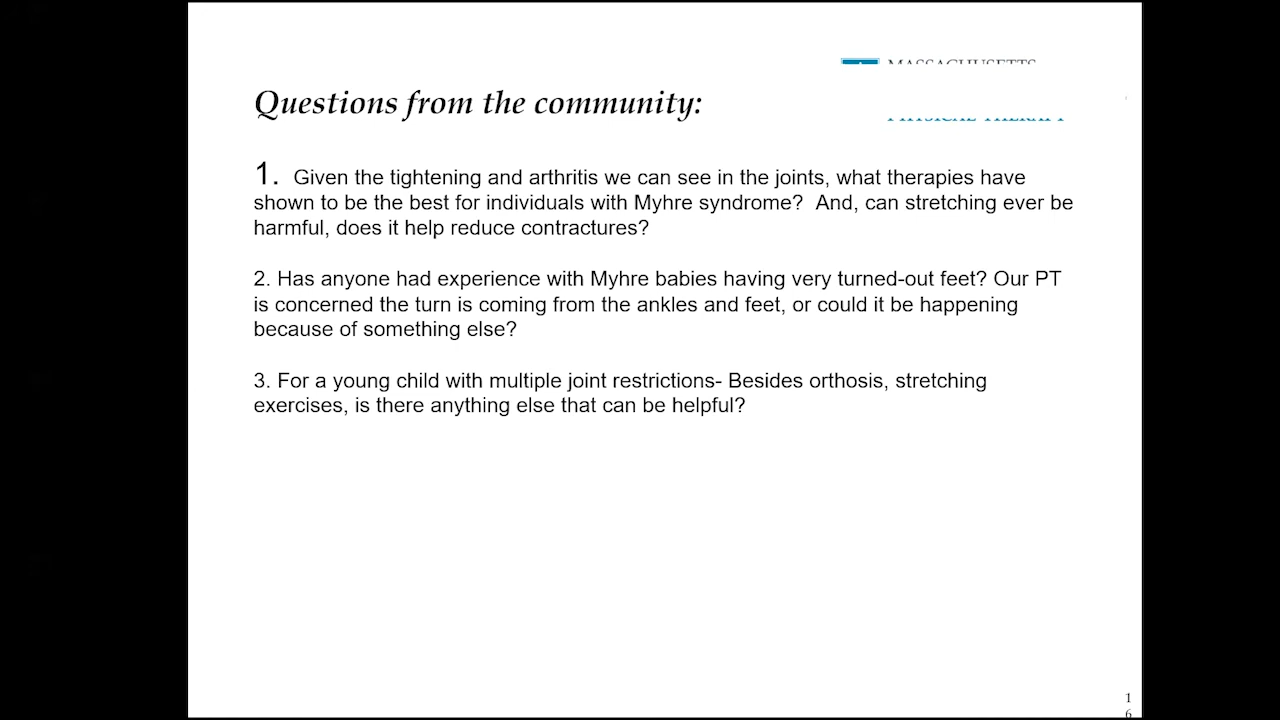 MASSACHUSETTS
Questions from the community:
PHYSICAL THERAPY
1. Given the tightening and arthritis we can see in the joints, what therapies have
shown to be the best for individuals with Myhre syndrome? And, can stretching ever be
harmful, does it help reduce contractures?
2. Has anyone had experience with Myhre babies having very turned-out feet? Our PT
is concerned the turn is coming from the ankles and feet, or could it be happening
because of something else?
3. For a young child with multiple joint restrictions- Besides orthosis, stretching
exercises, is there anything else that can be helpful?
1
6